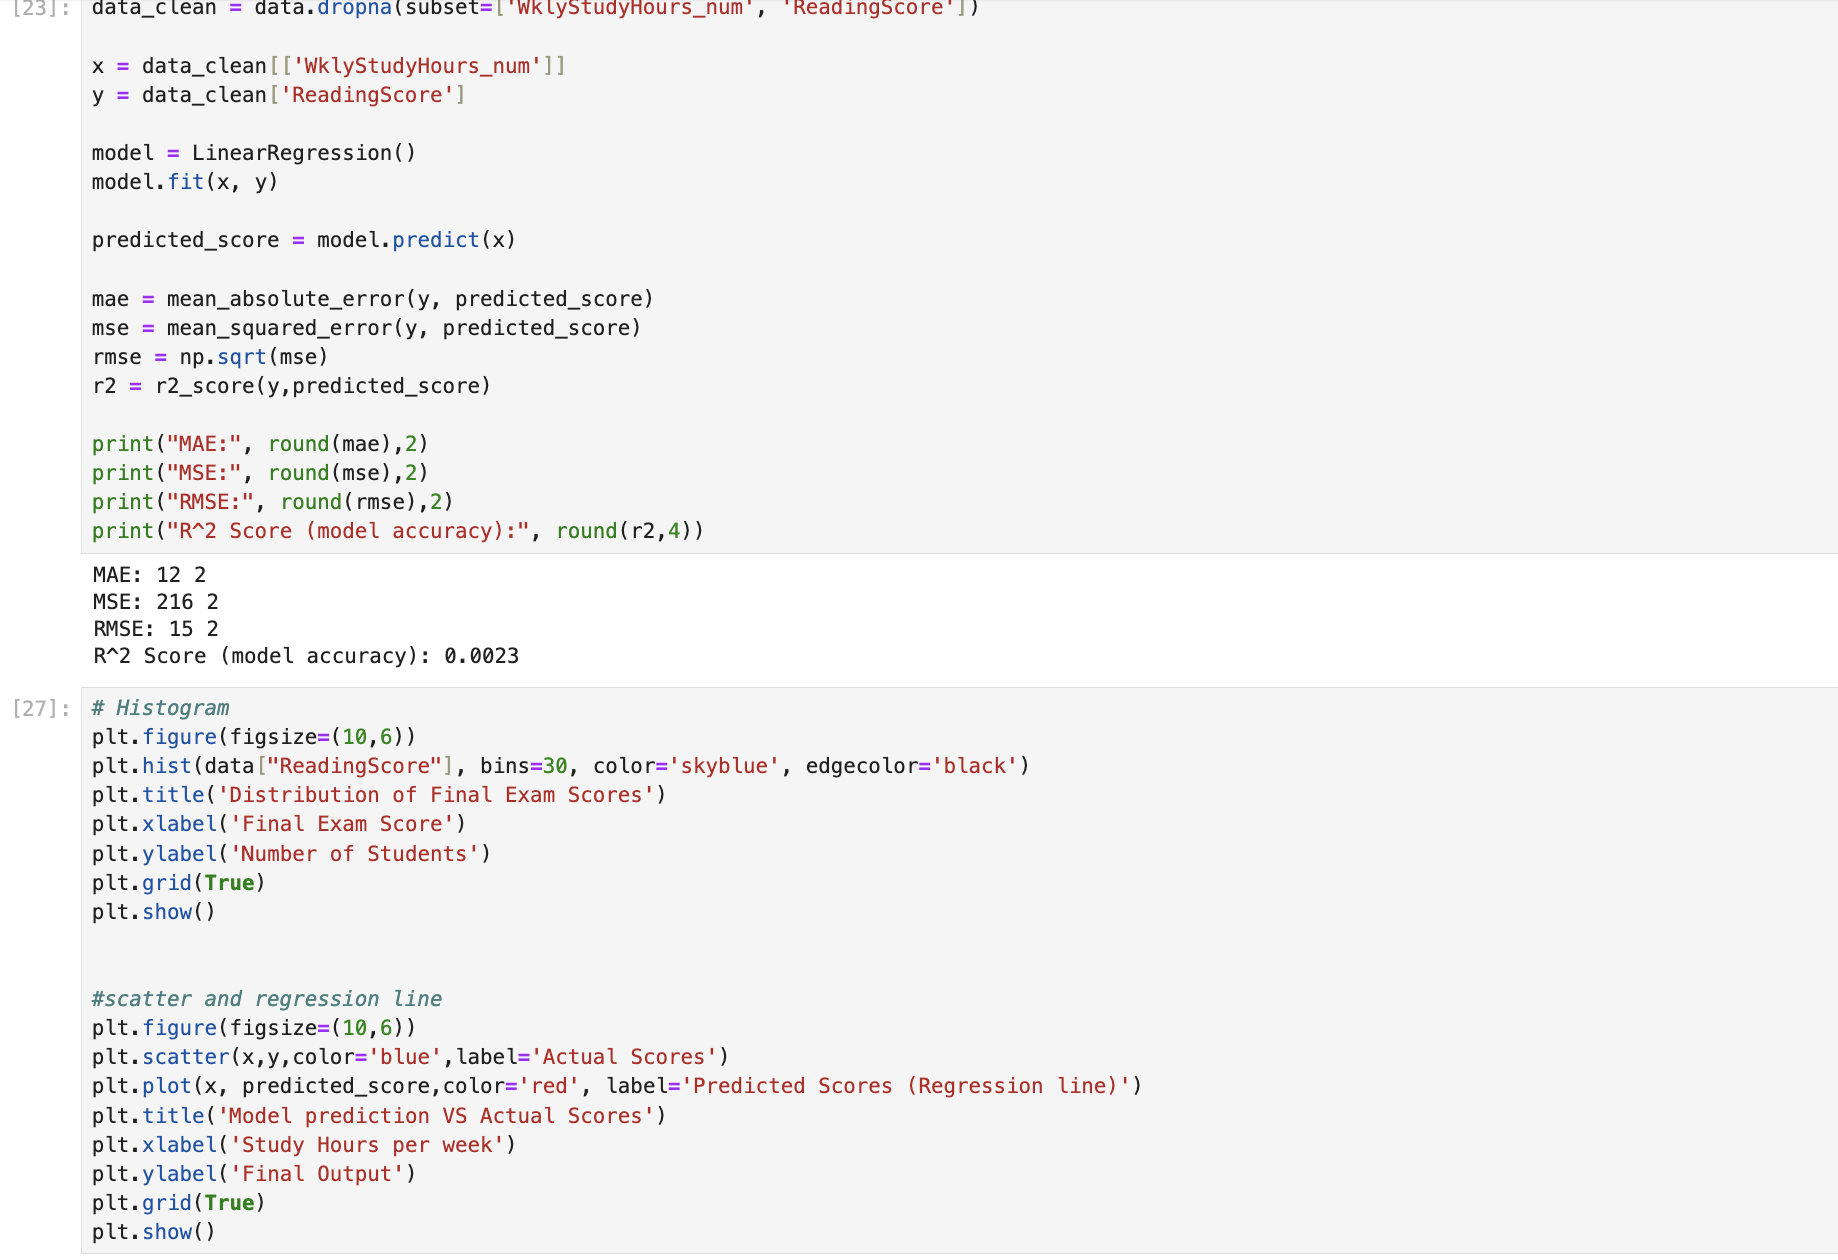 [23]: data_clean = data.dropna(subset=['WklyStudyHours_num', 'ReadingScore'])
x = data_clean[['WklyStudyHours_num']]
y = data_clean['ReadingScore']
model = LinearRegression()
model.fit(x, y)
predicted_score = model.predict(x)
mae = mean_absolute_error(y, predicted_score)
mse = mean_squared_error(y, predicted_score)
rmse = np.sqrt(mse)
r2 = r2_score(y,predicted_score)
print("MAE:", round(mae),2)
print("MSE:", round(mse),2)
print("RMSE:", round(rmse),2)
print("R^2 Score (model accuracy):", round(r2,4))
MAE: 12 2
MSE: 216 2
RMSE: 15 2
R^2 Score (model accuracy): 0.0023
[27]: # Histogram
plt.figure(figsize=(10,6))
plt.hist(data["ReadingScore"], bins=30, color='skyblue', edgecolor='black')
plt.title('Distribution of Final Exam Scores')
plt.xlabel('Final Exam Score')
plt.ylabel('Number of Students')
plt.grid(True)
plt.show()
#scatter and regression line
plt.figure(figsize=(10,6))
plt.scatter(x,y,color='blue',label='Actual Scores')
plt.plot(x, predicted_score,color='red', label='Predicted Scores (Regression line)')
plt.title('Model prediction VS Actual Scores')
plt.xlabel('Study Hours per week')
plt.ylabel('Final Output')
plt.grid(True)
plt.show()